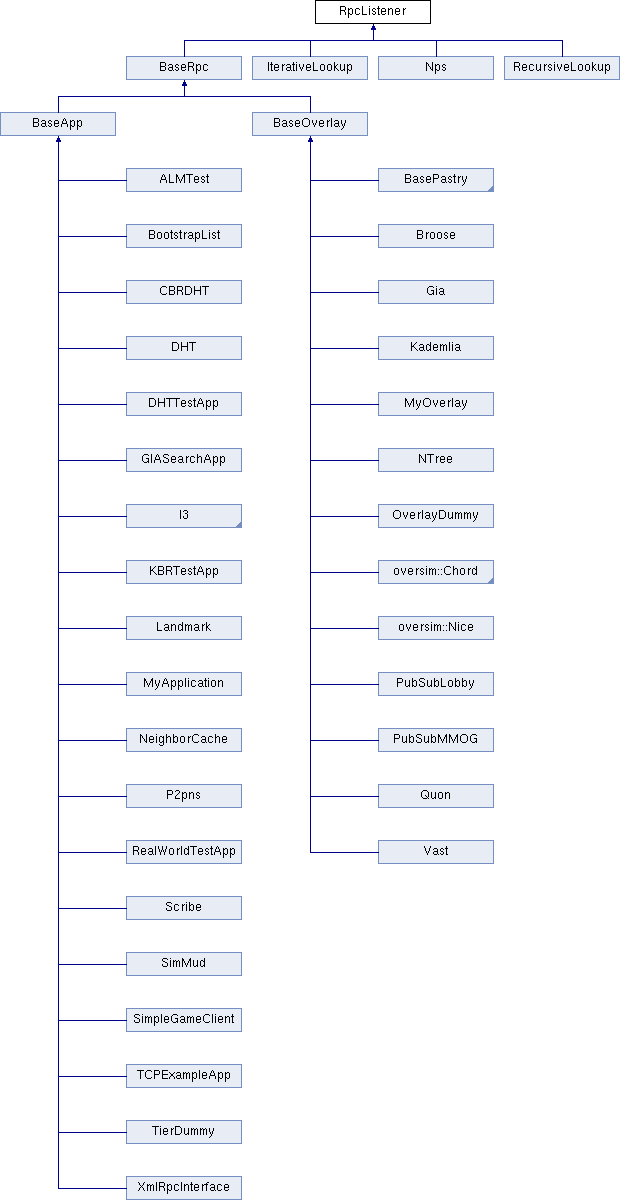 RpcListener
BaseRpc IterativeLookup Nps RecursiveLookup
BaseApp BaseOverlay
ALMTest BasePastry
BootstrapList Broose
CBRDHT Gia
DHT Kademlia
DHTTestApp MyOverlay
GIASearchApp NTree
I3 OverlayDummy
KBRTestApp oversim::Chord
Landmark oversim::Nice
MyApplication PubSubLobby
NeighborCache PubSubMMOG
P2pns Quon
RealWorldTestApp Vast
Scribe
SimMud
SimpleGameClient
TCPExampleApp
TierDummy
XmlRpcInterface